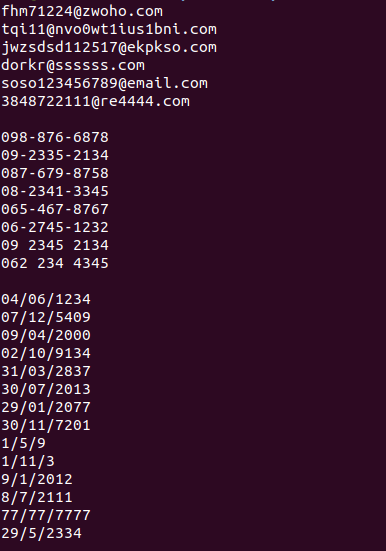 fhm71224@zwoho.com
tqi11@nvo0wt1ius1bni.com
jwzsdsd112517@ekpkso.com
dorkr@ssssss.com
soso123456789@email.com
3848722111@re4444.com

098-876-6878
09-2335-2134
087-679-8758
08-2341-3345
065-467-8767
06-2745-1232
09 2345 2134
062 234 4345

04/06/1234
07/12/5409
09/04/2000
02/10/9134
31/03/2837
30/07/2013
29/01/2077
30/11/7201
1/5/9
1/11/3
9/1/2012
8/7/2111
77/77/7777
29/5/2334